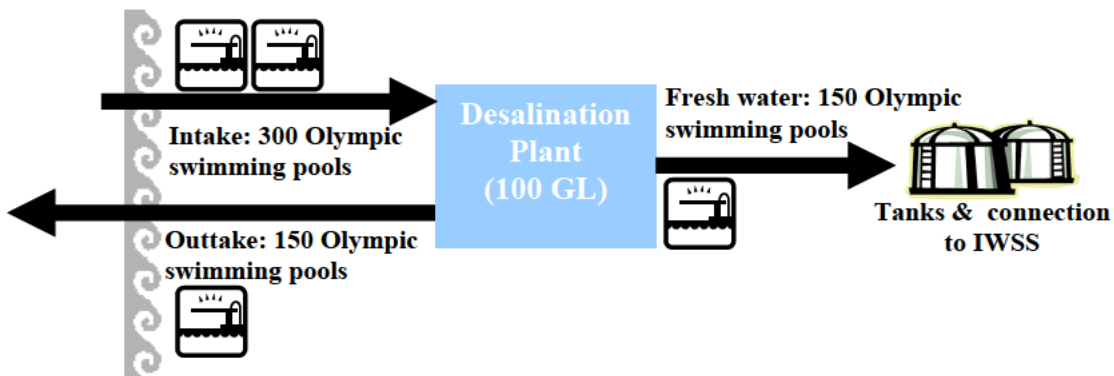 Intake: 300 Olympic
swimming pools
Desalination
Plant
(100 GL)
Fresh water: 150 Olympic
swimming pools
Tanks & connection
to IWSS
Outtake: 150 Olympic
swimming pools